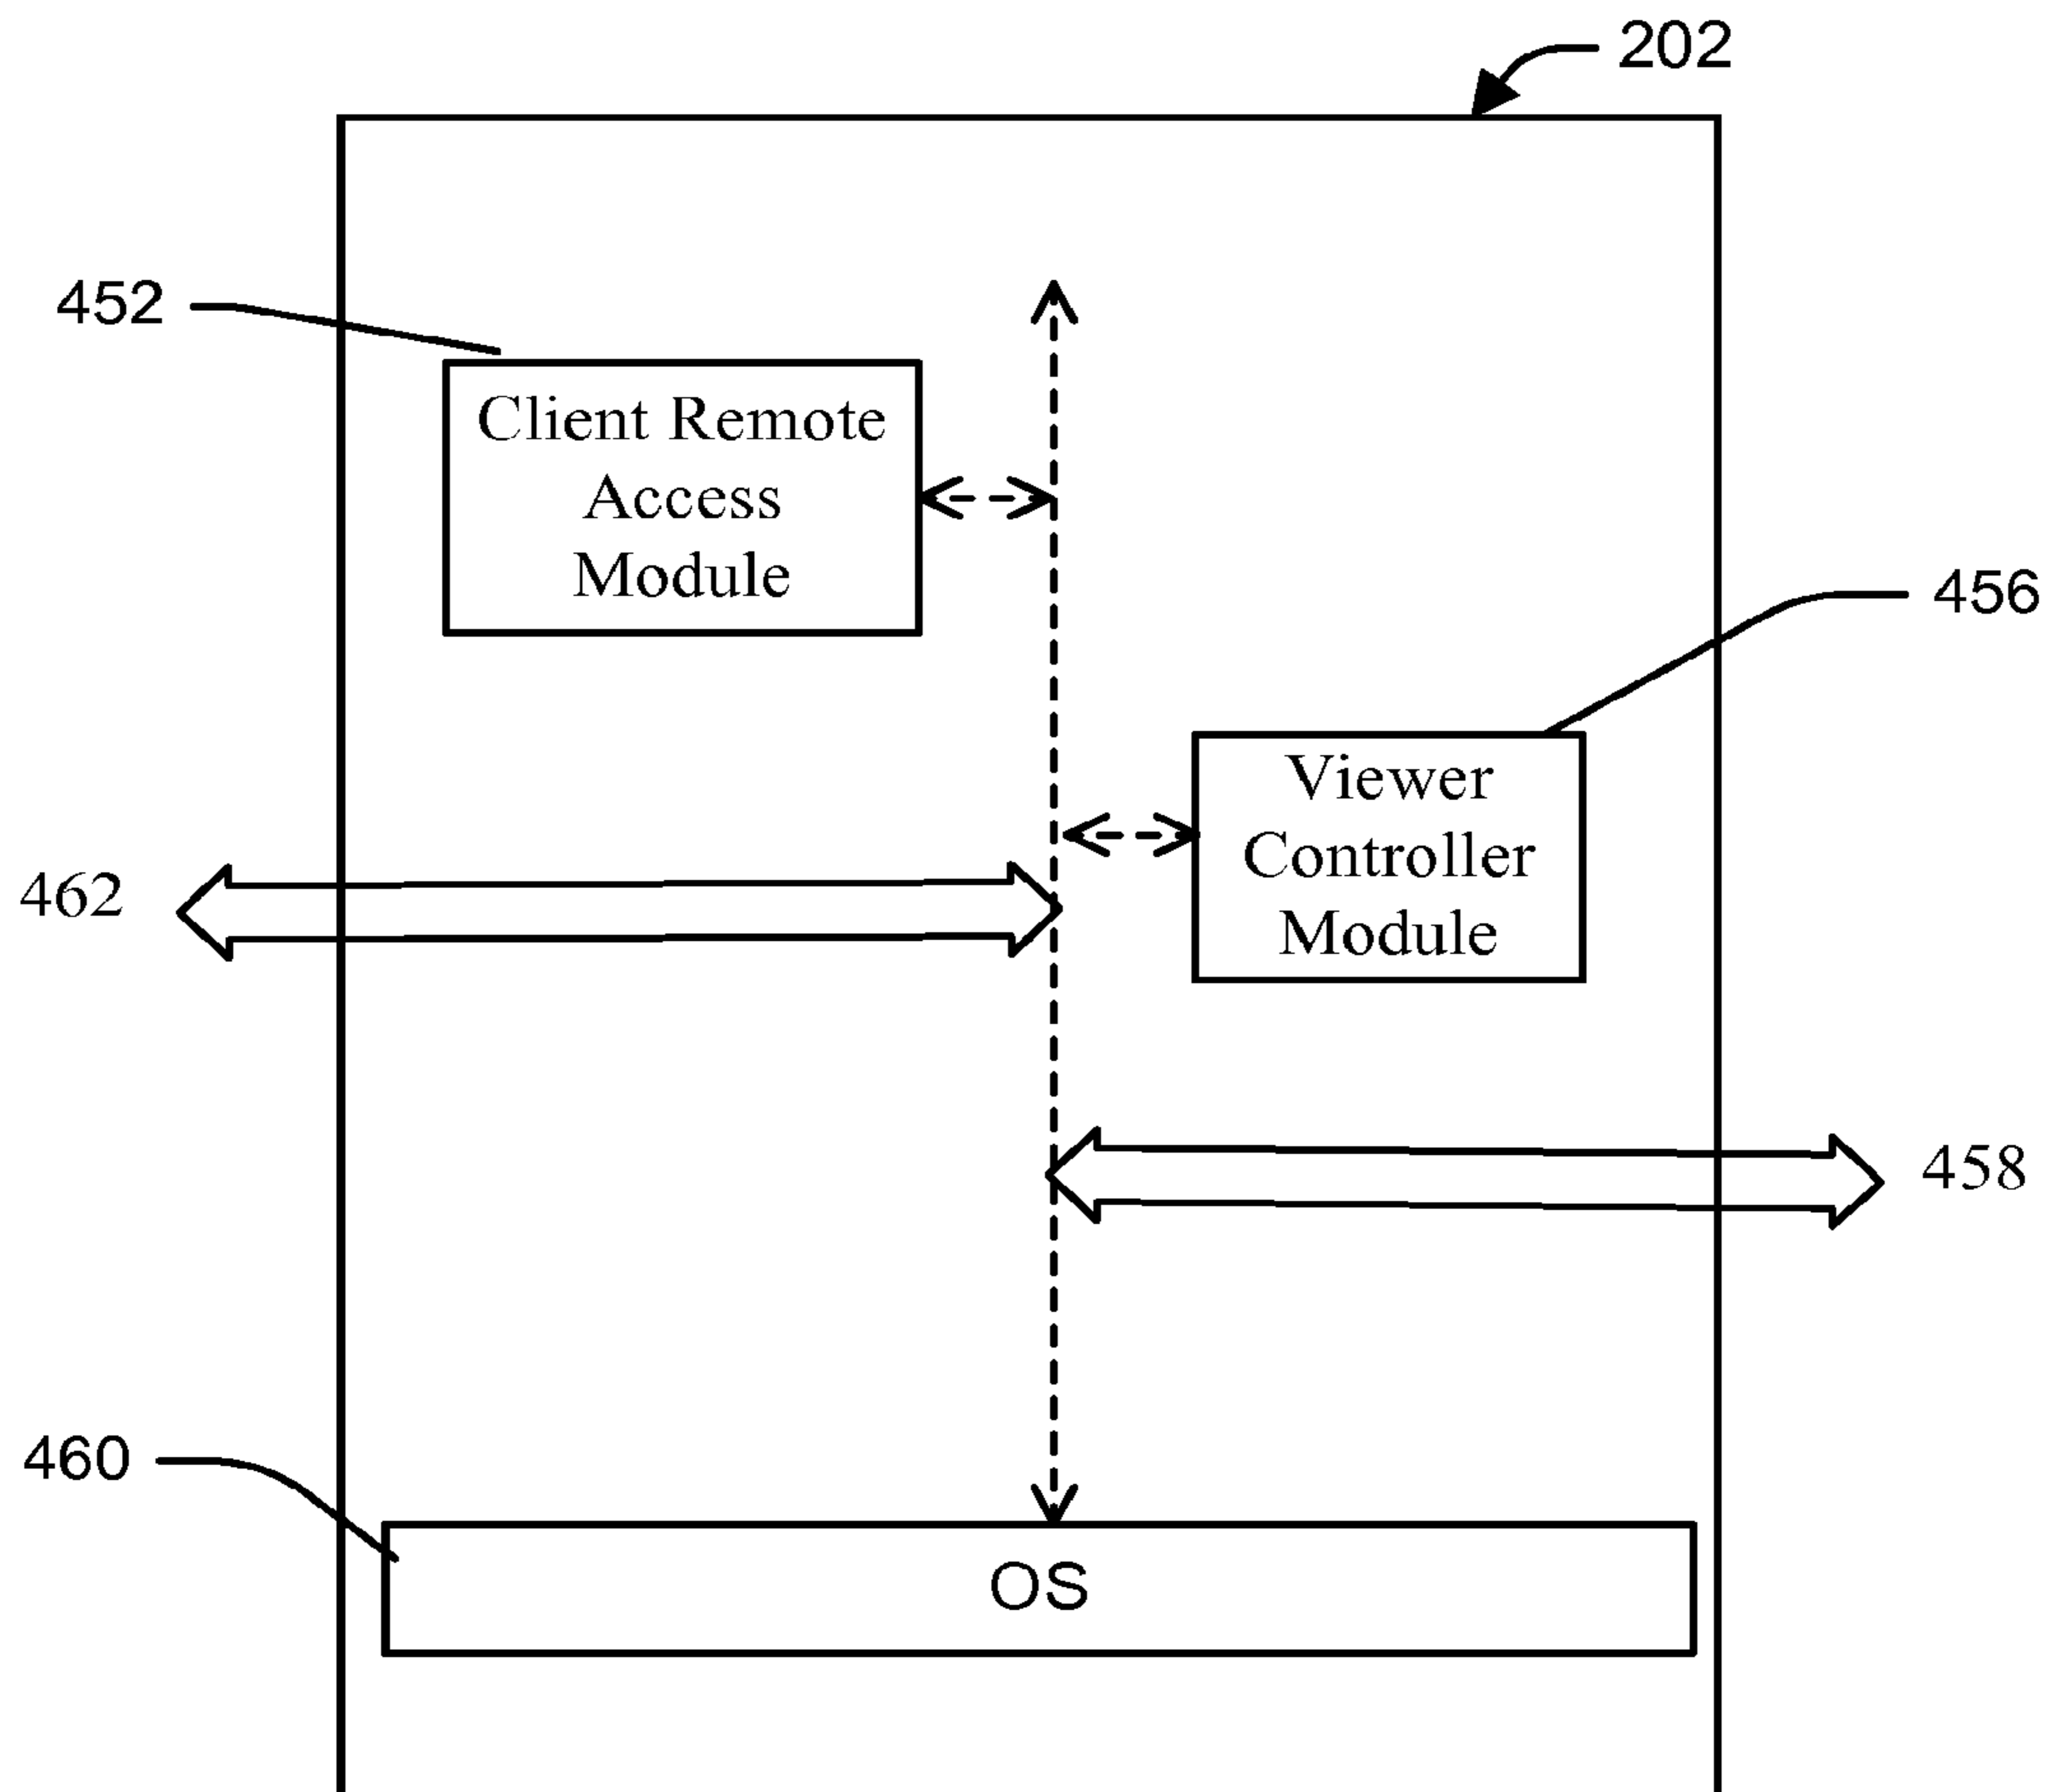 202
452
Client Remote
Access
Module
456
Viewer
Controller
Module
462
458
460
OS